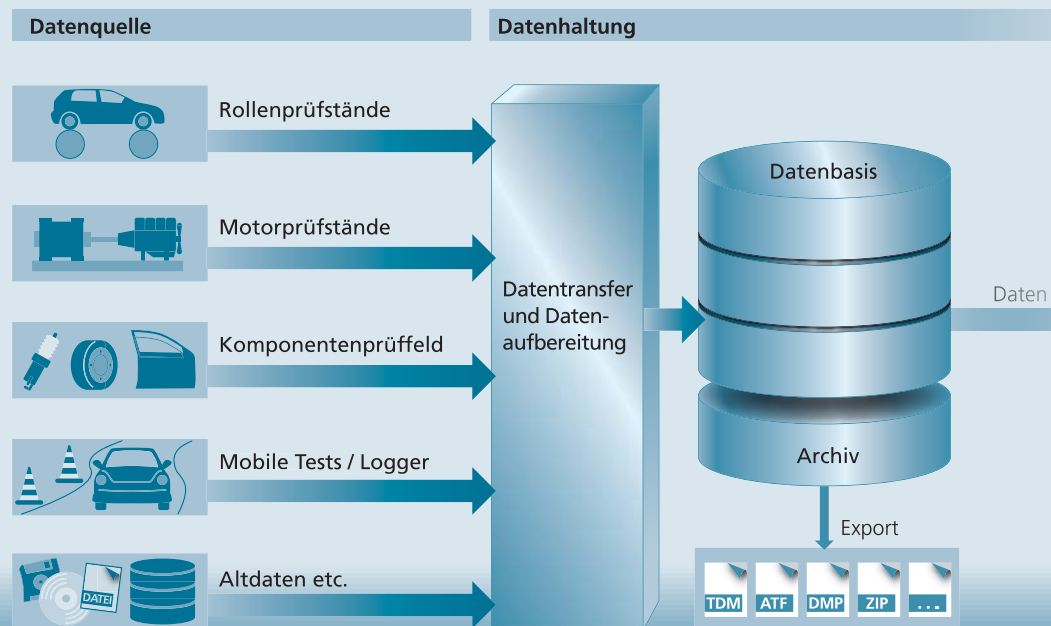 Datenquelle
Datenhaltung
Rollenprüfstände
Motorprüfstände
Komponentenprüffeld
Mobile Tests / Logger
Altdaten etc.
DATEI
Datentransfer
und Daten-
aufbereitung
Datenbasis
Archiv
Daten
Export
TDM
ATF
DMP
ZIP
...